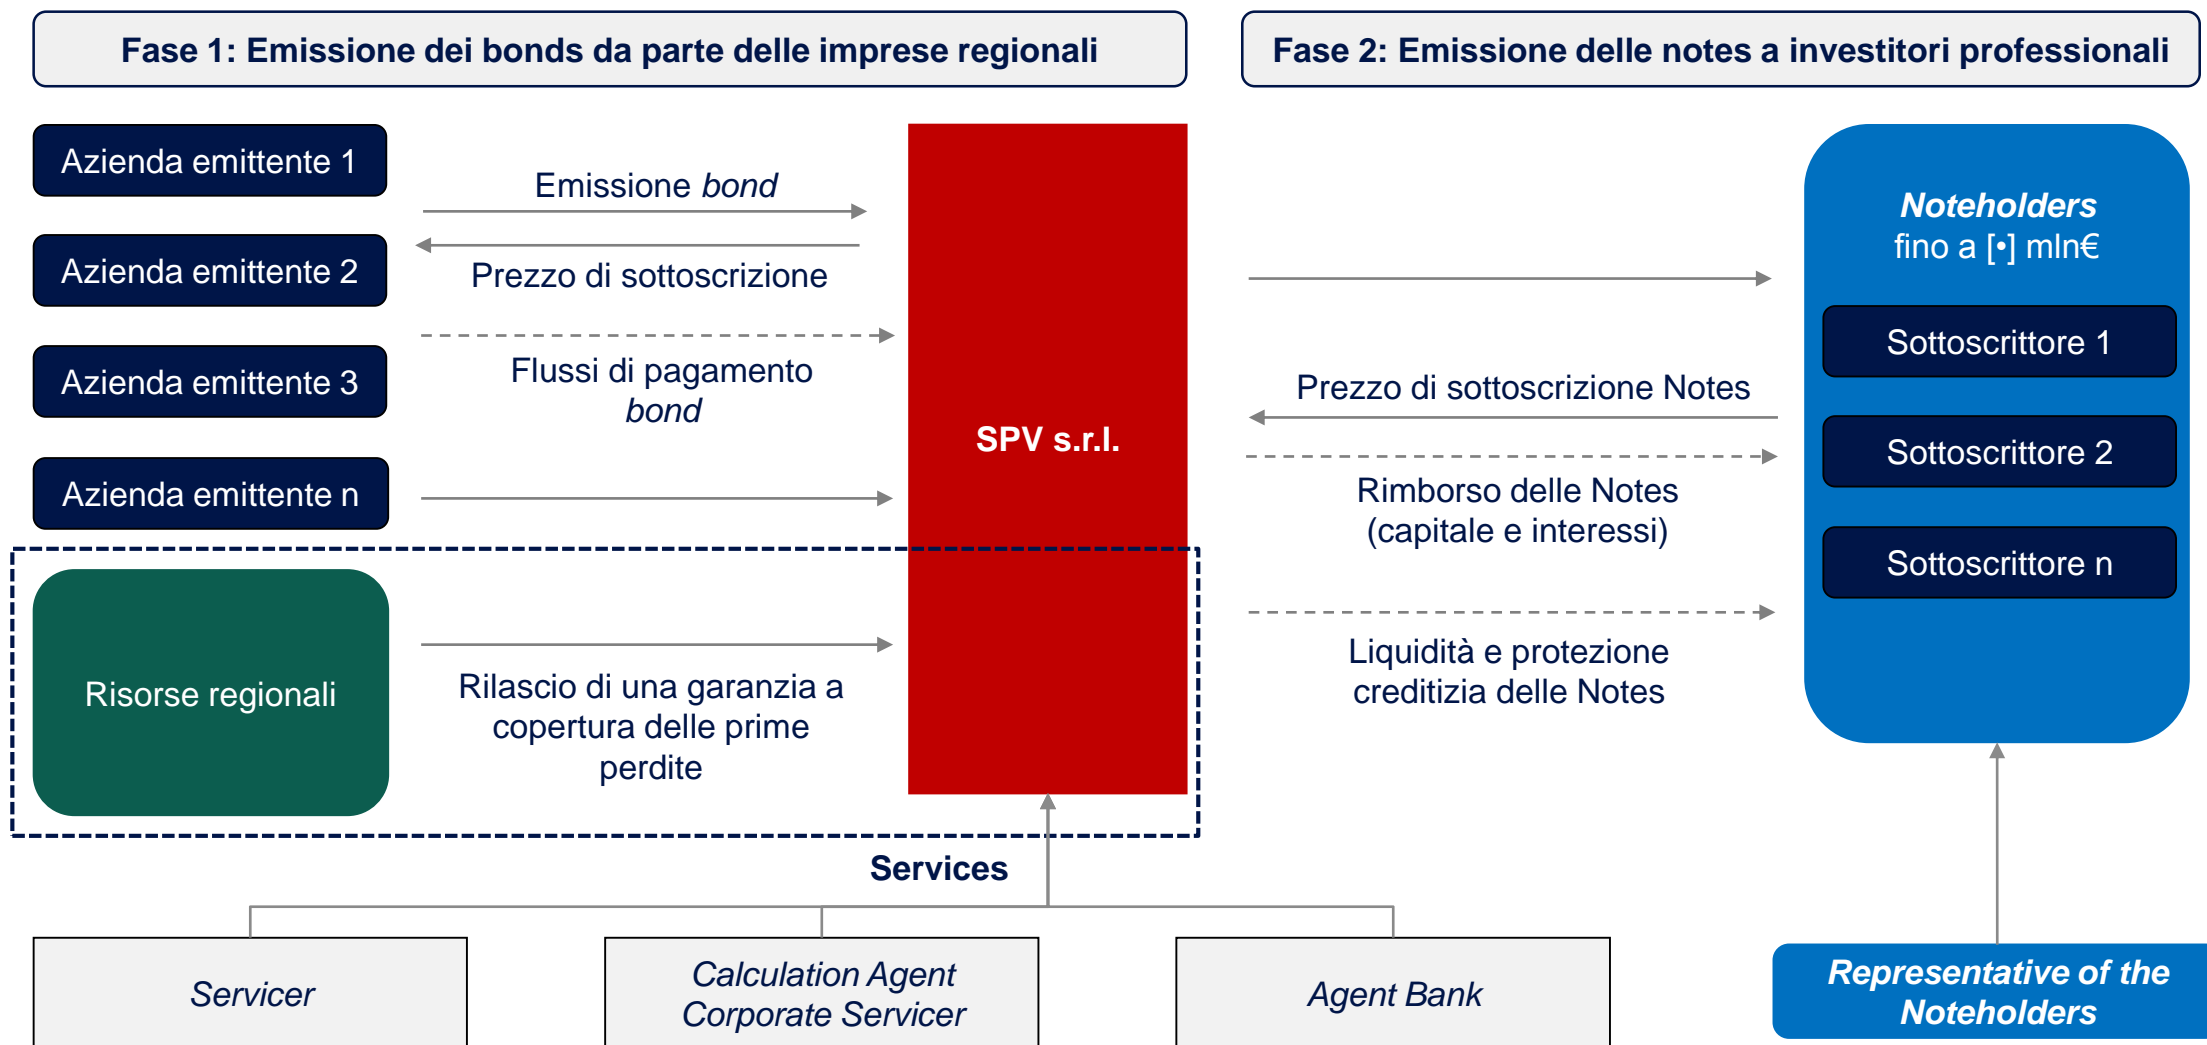 Fase 1: Emissione dei bonds da parte delle imprese regionali
Fase 2: Emissione delle notes a investitori professionali
Azienda emittente 1
Azienda emittente 2
Azienda emittente 3
Azienda emittente n
Emissione bond
Prezzo di sottoscrizione
Flussi di pagamento
bond
SPV s.r.l.
Prezzo di sottoscrizione Notes
Rimborso delle Notes
(capitale e interessi)
Liquidità e protezione
creditizia delle Notes
Noteholders
fino a [•] mln€
Sottoscrittore 1
Sottoscrittore 2
Sottoscrittore n
Risorse regionali
Rilascio di una garanzia a
copertura delle prime
perdite
Services
Servicer
Calculation Agent
Corporate Servicer
Agent Bank
Representative of the
Noteholders